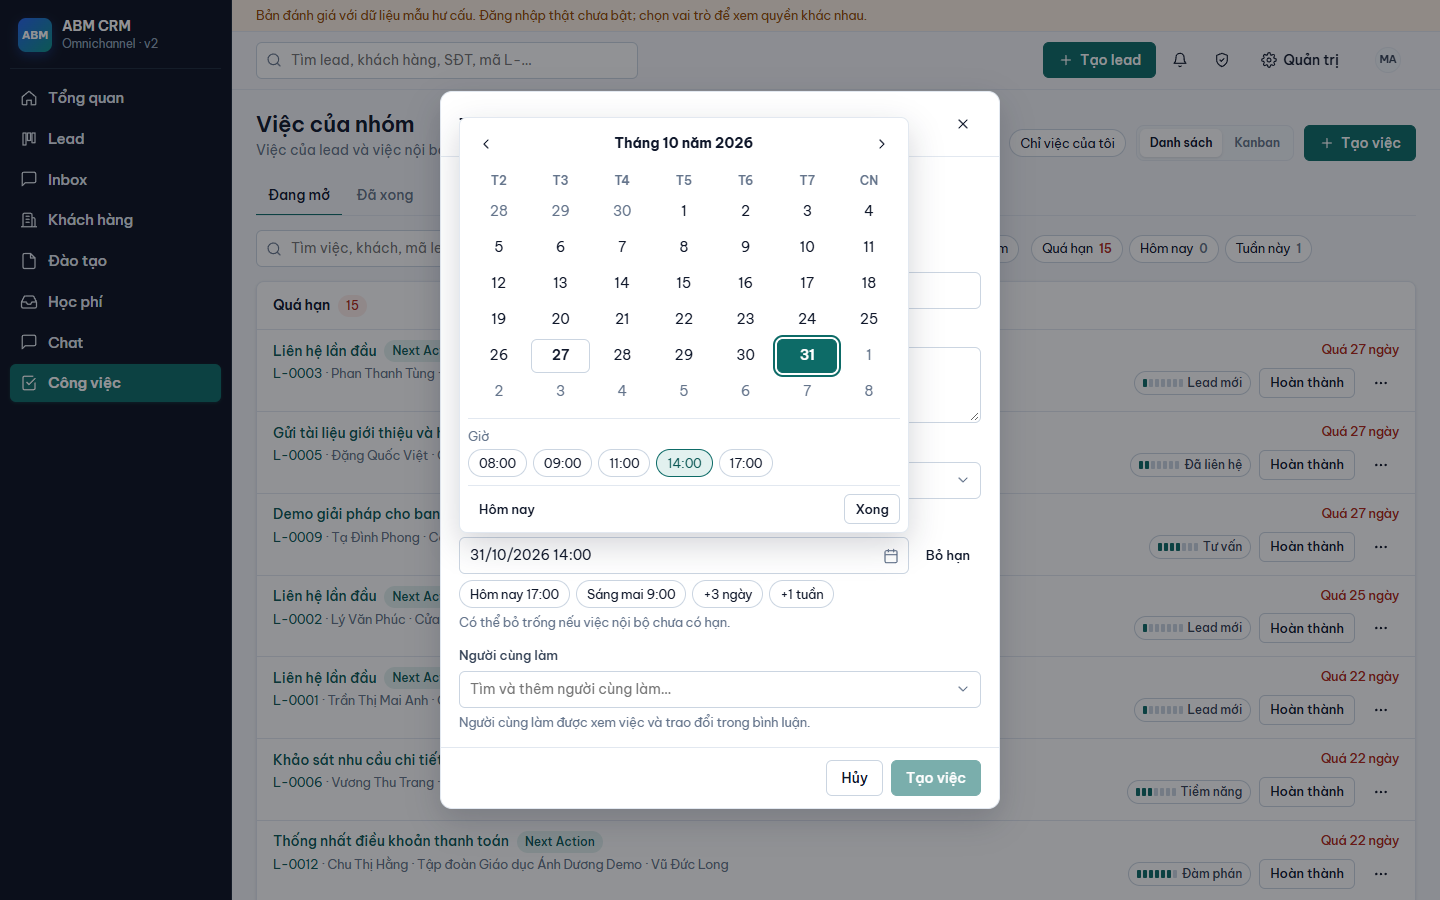 Bản đánh giá với dữ liệu mẫu hư cấu. Đăng nhập thật chưa bật; chọn vai trò để xem quyền khác nhau.
ABM
ABM CRM
Omnichannel · v2
Tổng quan
Lead
Inbox
Khách hàng
Đào tạo
Học phí
Chat
Công việc
Tìm lead, khách hàng, SĐT, mã L-...
Tạo lead
Quản trị
MA
Việc của nhóm
Việc của lead và việc nội
Chỉ việc của tôi
Danh sách
Kanban
Tạo việc
Đang mở
Đã xong
Tìm việc, khách, mã
Quá hạn 15
Hôm nay 0
Tuần này 1
Quá hạn 15
Liên hệ lần đầu
L-0003 · Phan Thanh Tùng ·
Quá 27 ngày
Lead mới
Hoàn thành
Gửi tài liệu giới thiệu và
L-0005 · Đặng Quốc Việt ·
Quá 27 ngày
Đã liên hệ
Hoàn thành
Demo giải pháp cho ban
L-0009 · Tạ Đình Phong ·
Quá 27 ngày
Tư vấn
Hoàn thành
Liên hệ lần đầu
L-0002 · Lý Văn Phúc · Cửa
Quá 25 ngày
Lead mới
Hoàn thành
Liên hệ lần đầu
L-0001 · Trần Thị Mai Anh ·
Quá 22 ngày
Lead mới
Hoàn thành
Khảo sát nhu cầu chi tiết
L-0006 · Vương Thu Trang ·
Quá 22 ngày
Tiềm năng
Hoàn thành
Thống nhất điều khoản thanh toán Next Action
L-0012 · Chu Thị Hằng · Tập đoàn Giáo dục Ánh Dương Demo · Vũ Đức Long
Quá 22 ngày
Đàm phán
Hoàn thành
Tháng 10 năm 2026
T2 T3 T4 T5 T6 T7 CN
28 29 30 1 2 3 4
5 6 7 8 9 10 11
12 13 14 15 16 17 18
19 20 21 22 23 24 25
26 27 28 29 30 31 1
2 3 4 5 6 7 8
Giờ
08:00 09:00 11:00 14:00 17:00
Hôm nay
Xong
31/10/2026 14:00
Bỏ hạn
Hôm nay 17:00
Sáng mai 9:00
+3 ngày
+1 tuần
Có thể bỏ trống nếu việc nội bộ chưa có hạn.
Người cùng làm
Tìm và thêm người cùng làm...
Người cùng làm được xem việc và trao đổi trong bình luận.
Hủy
Tạo việc